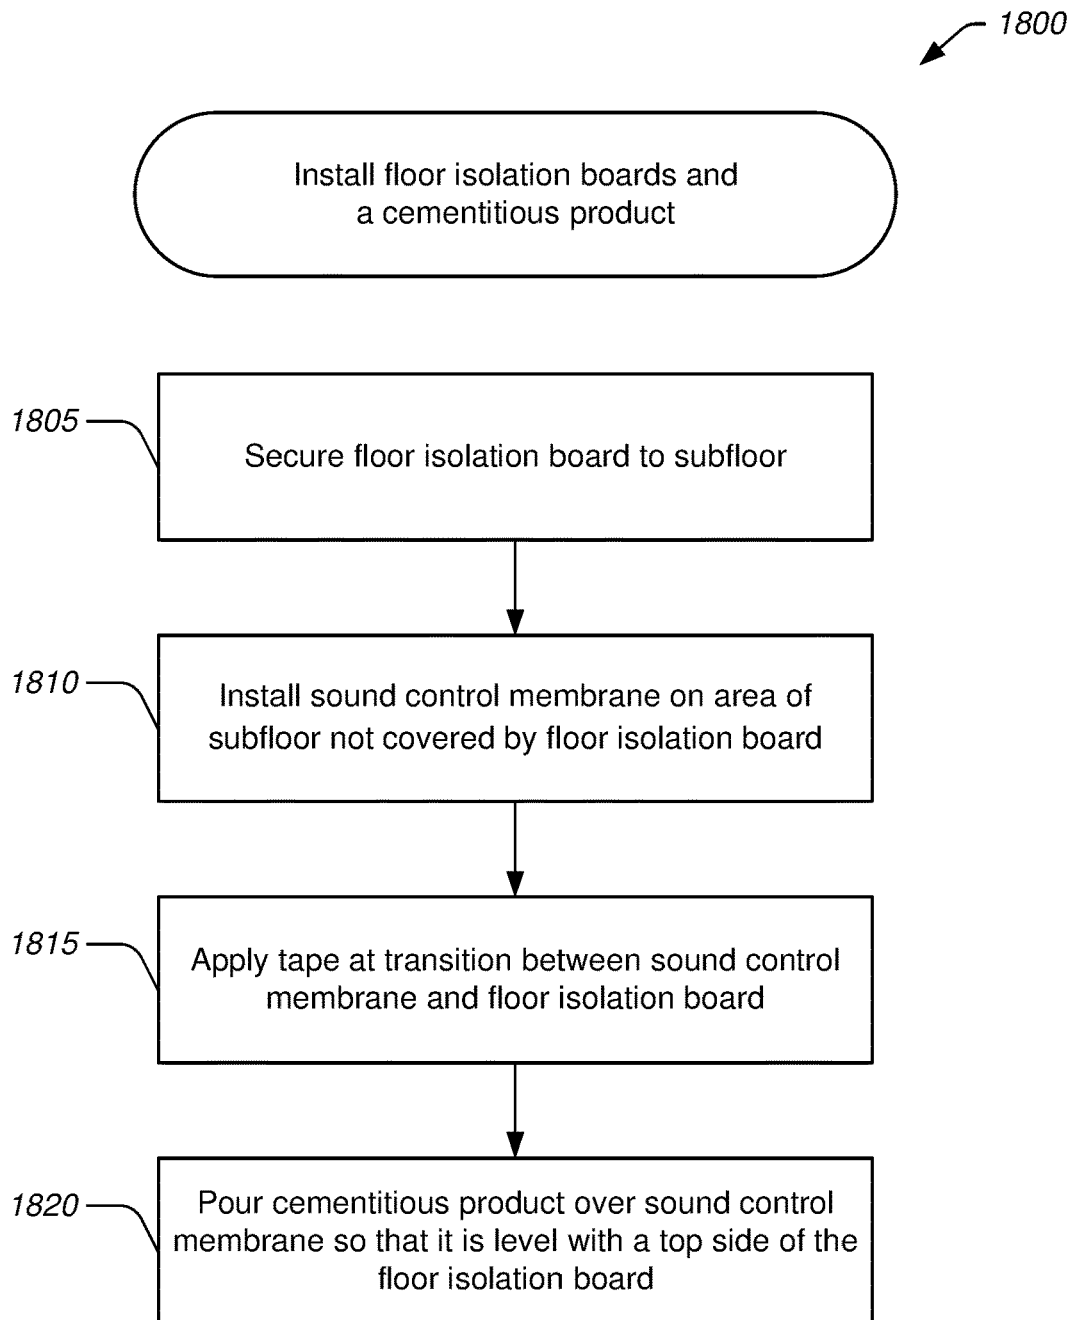 1800
Install floor isolation boards and
a cementitious product
1805
Secure floor isolation board to subfloor
1810
Install sound control membrane on area of
subfloor not covered by floor isolation board
1815
Apply tape at transition between sound control
membrane and floor isolation board
1820
Pour cementitious product over sound control
membrane so that it is level with a top side of the
floor isolation board